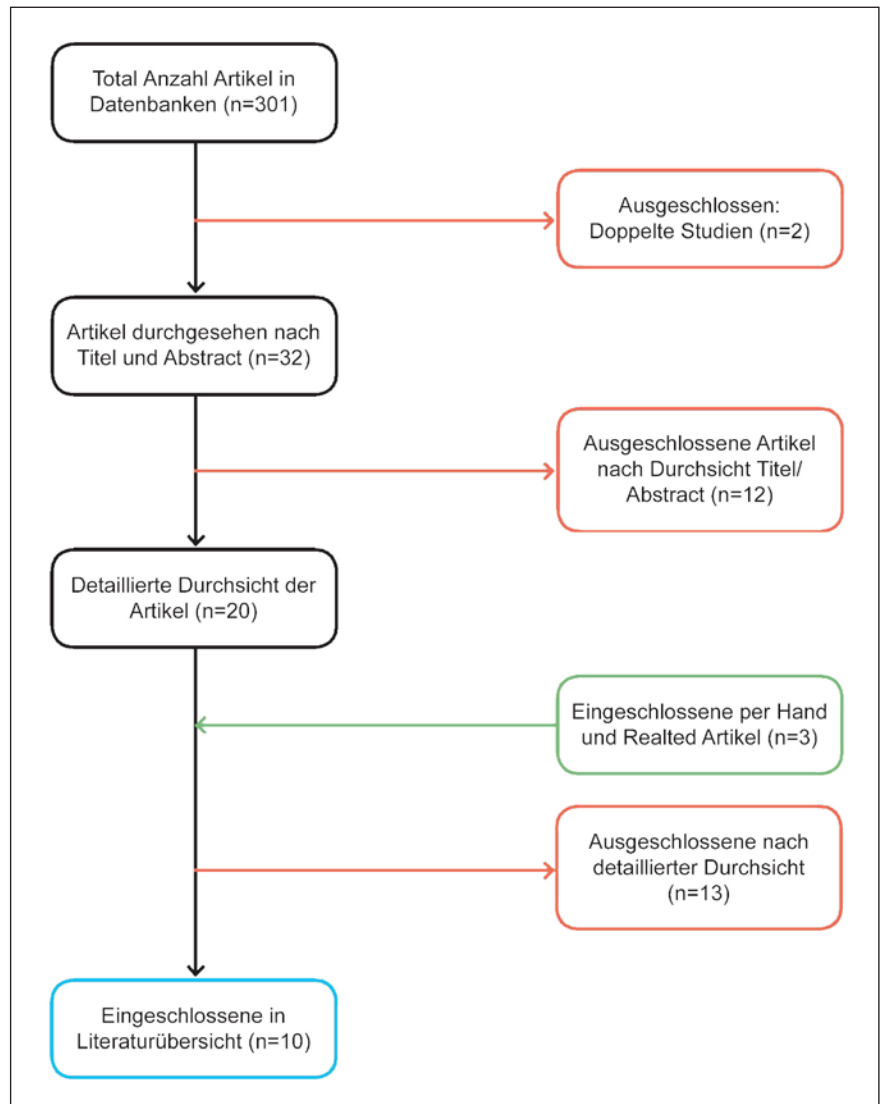 Total Anzahl Artikel in
Datenbanken (n=301)
Ausgeschlossen:
Doppelte Studien (n=2)
Artikel durchgesehen nach
Titel und Abstract (n=32)
Ausgeschlossene Artikel
nach Durchsicht Titel/
Abstract (n=12)
Detaillierte Durchsicht der
Artikel (n=20)
Eingeschlossene per Hand
und Realted Artikel (n=3)
Ausgeschlossene nach
detaillierter Durchsicht
(n=13)
Eingeschlossene in
Literaturübersicht (n=10)